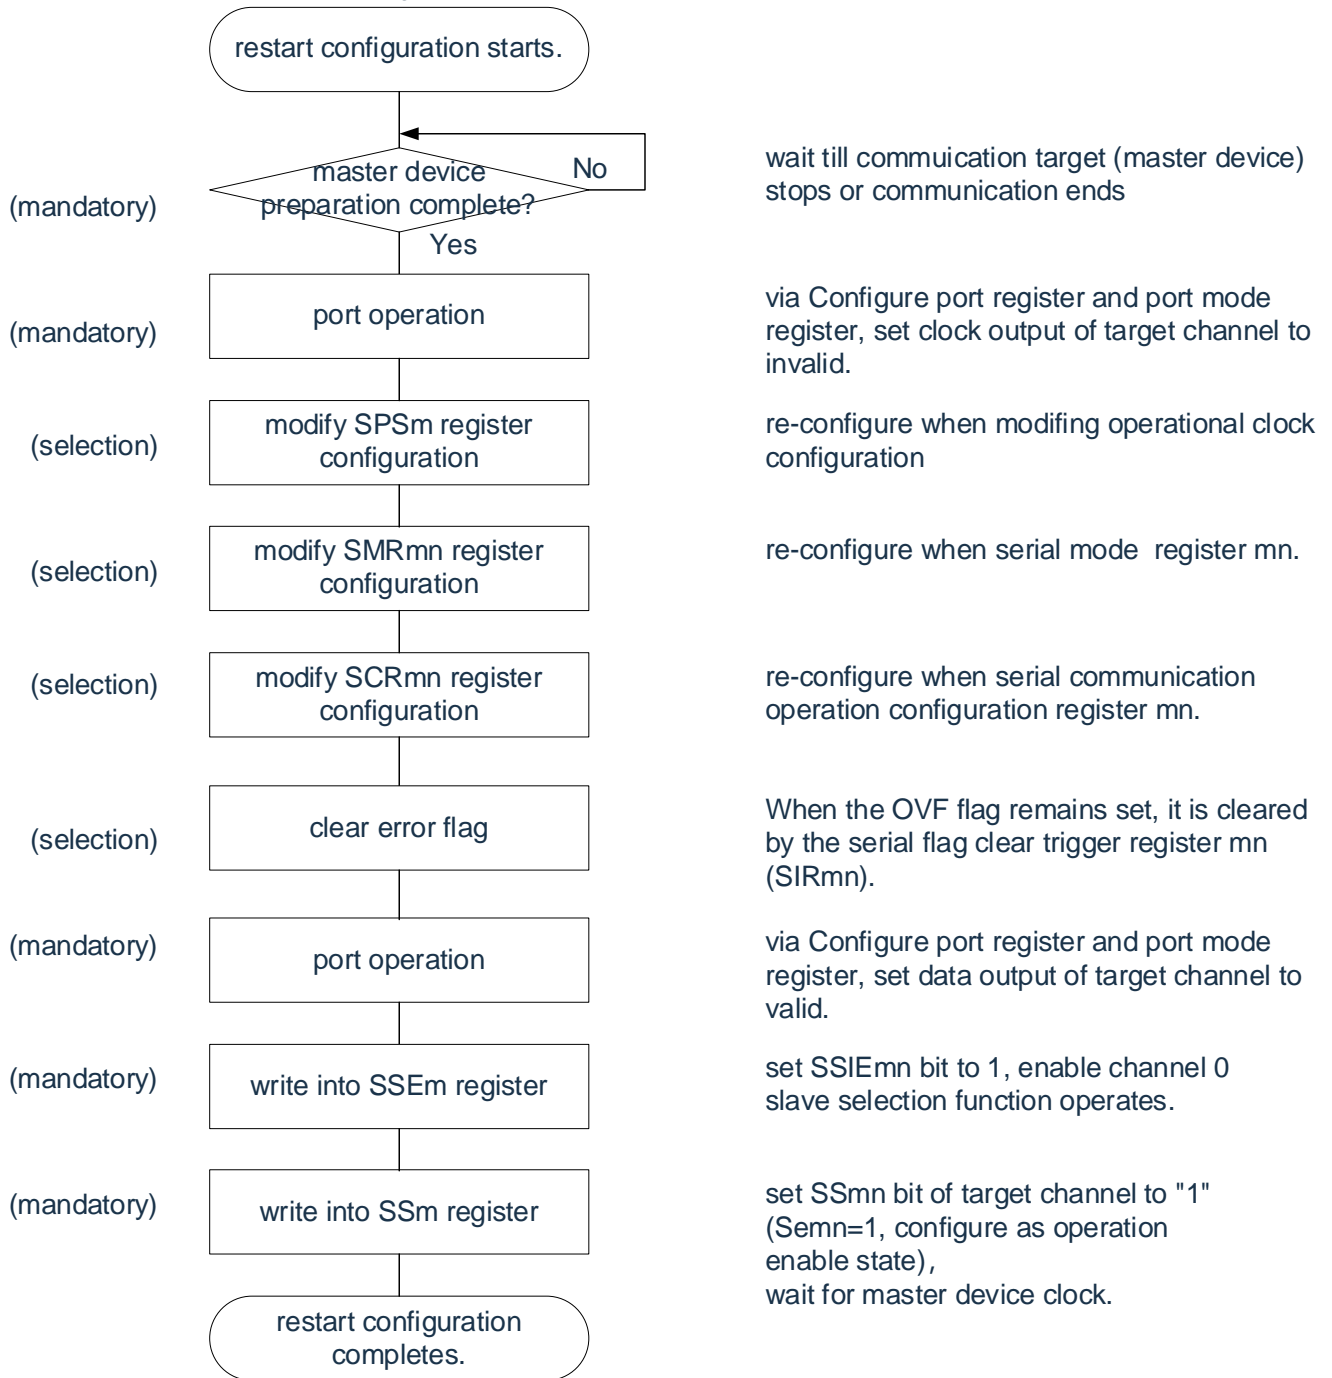 restart configuration starts.
master device
preparation complete?
No
Yes
(mandatory)
wait till commuication target (master device)
stops or communication ends
(mandatory)
port operation
via Configure port register and port mode
register, set clock output of target channel to
invalid.
(selection)
modify SPSm register
configuration
re-configure when modifing operational clock
configuration
(selection)
modify SMRmn register
configuration
re-configure when serial mode  register mn.
(selection)
modify SCRmn register
configuration
re-configure when serial communication
operation configuration register mn.
(selection)
clear error flag
When the OVF flag remains set, it is cleared
by the serial flag clear trigger register mn
(SIRmn).
(mandatory)
port operation
via Configure port register and port mode
register, set data output of target channel to
valid.
(mandatory)
write into SSEm register
set SSIEmn bit to 1, enable channel 0
slave selection function operates.
(mandatory)
write into SSm register
set SSmn bit of target channel to "1"
(Semn=1, configure as operation
enable state),
wait for master device clock.
restart configuration
completes.